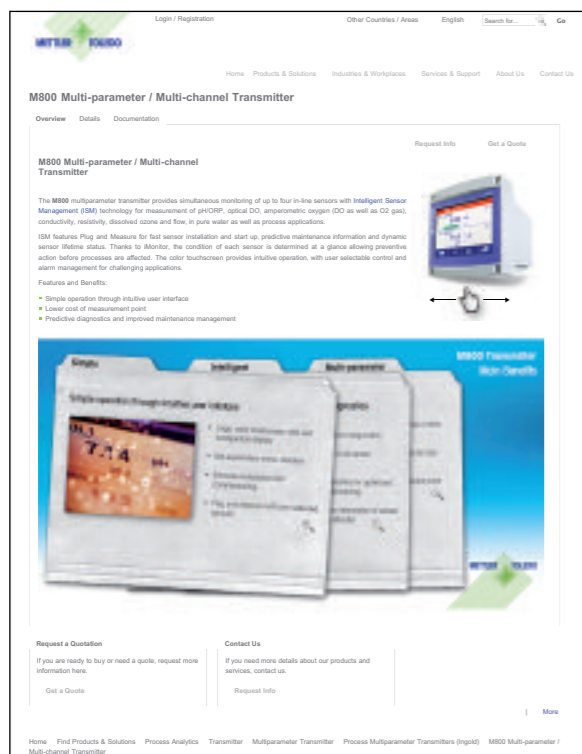 Login / Registration Other Countries / Areas English Search for... Go
METTLER TOLEDO
Home Products & Solutions Industries & Workplaces Services & Support About Us Contact Us
M800 Multi-parameter / Multi-channel Transmitter
Overview Details Documentation
Request Info Get a Quote
M800 Multi-parameter / Multi-channel
Transmitter
The M800 multiparameter transmitter provides simultaneous monitoring of up to four in-line sensors with Intelligent Sensor
Management (ISM) technology for measurement of pH/ORP, optical DO, amperometric oxygen (DO as well as O2 gas),
conductivity, resistivity, dissolved ozone and flow, in pure water as well as process applications.
ISM features Plug and Measure for fast sensor installation and start up, predictive maintenance information and dynamic
sensor lifetime status. Thanks to iMonitor, the condition of each sensor is determined at a glance allowing preventive
action before processes are affected. The color touchscreen provides intuitive operation, with user selectable control and
alarm management for challenging applications.
Features and Benefits:
Simple operation through intuitive user interface
Lower cost of measurement point
Predictive diagnostics and improved maintenance management
M800 Transmitter
Main Benefits
Simple Intelligent Multi-parameter
Simple operation through intuitive user interface
7.14
METTLER TOLEDO
Request a Quotation Contact Us
If you are ready to buy or need a quote, request more If you need more details about our products and
information here. services, contact us.
Get a Quote Request Info
| More
Home Find Products & Solutions Process Analytics Transmitter Multiparameter Transmitter Process Multiparameter Transmitters (Ingold) M800 Multi-parameter /
Multi-channel Transmitter